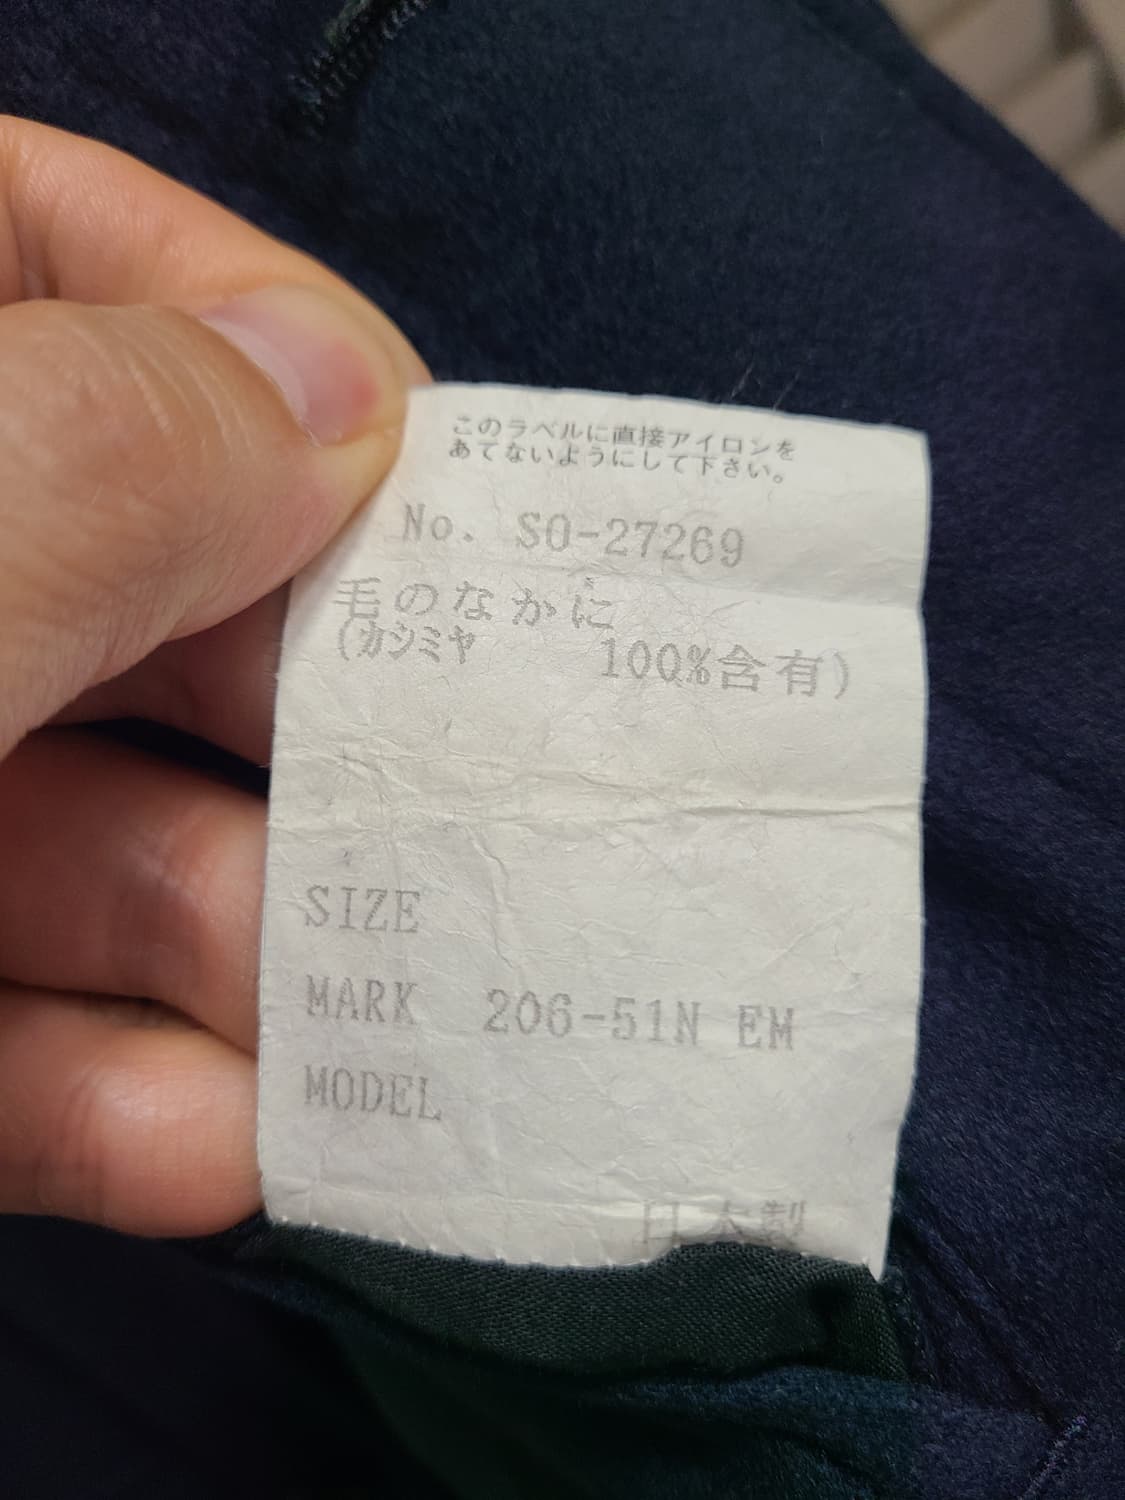 このラベルに直接アイロンを
あてないようにして下さい。
No. SO-27269
毛のなかに
(カシミヤ 100%含有)
SIZE
MARK 206-51N EM
MODEL
日本製